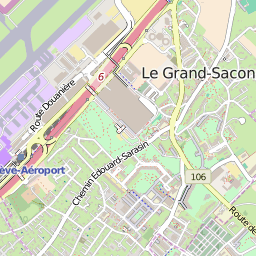 Le Grand-Sacon
6
Route Douanière
ève-Aéroport
Chemin Edouard-Sarasin
106
Route de